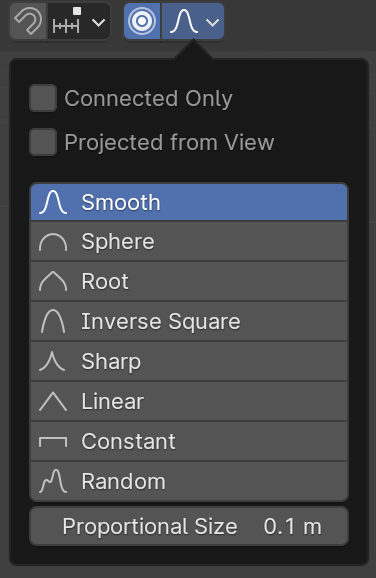 Connected Only
Projected from View
Smooth
Sphere
Root
Inverse Square
Sharp
Linear
Constant
Random
Proportional Size 0.1 m